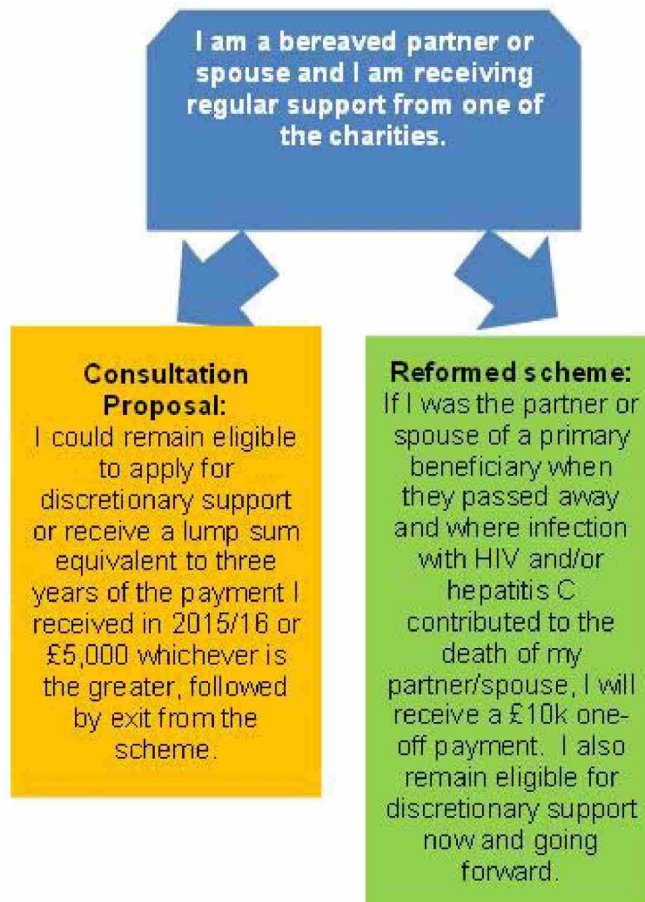 I am a bereaved partner or
spouse and I am receiving
regular support from one of
the charities.
Consultation
Proposal:
I could remain eligible
to apply for
discretionary support
or receive a lump sum
equivalent to three
years of the payment I
received in 2015/16 or
£5,000 whichever is
the greater, followed
by exit from the
scheme.
Reformed scheme:
If I was the partner or
spouse of a primary
beneficiary when
they passed away
and where infection
with HIV and/or
hepatitis C
contributed to the
death of my
partner/spouse, I will
receive a £10k one-
off payment. I also
remain eligible for
discretionary support
now and going
forward.